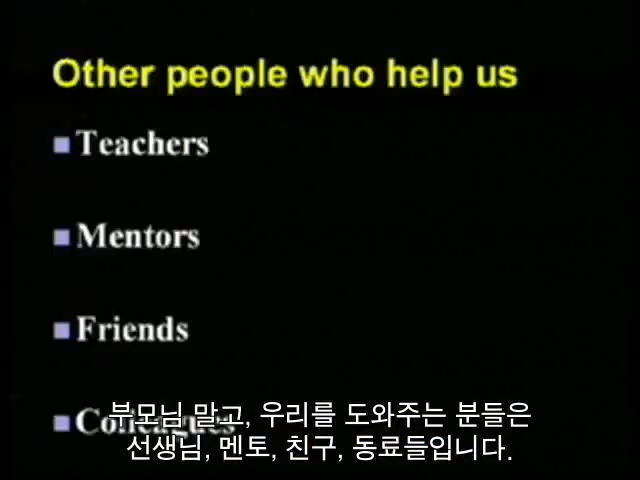 Other people who help us
Teachers
Mentors
Friends
Colleagues
부모님 말고, 우리를 도와주는 분들은
선생님, 멘토, 친구, 동료들입니다.